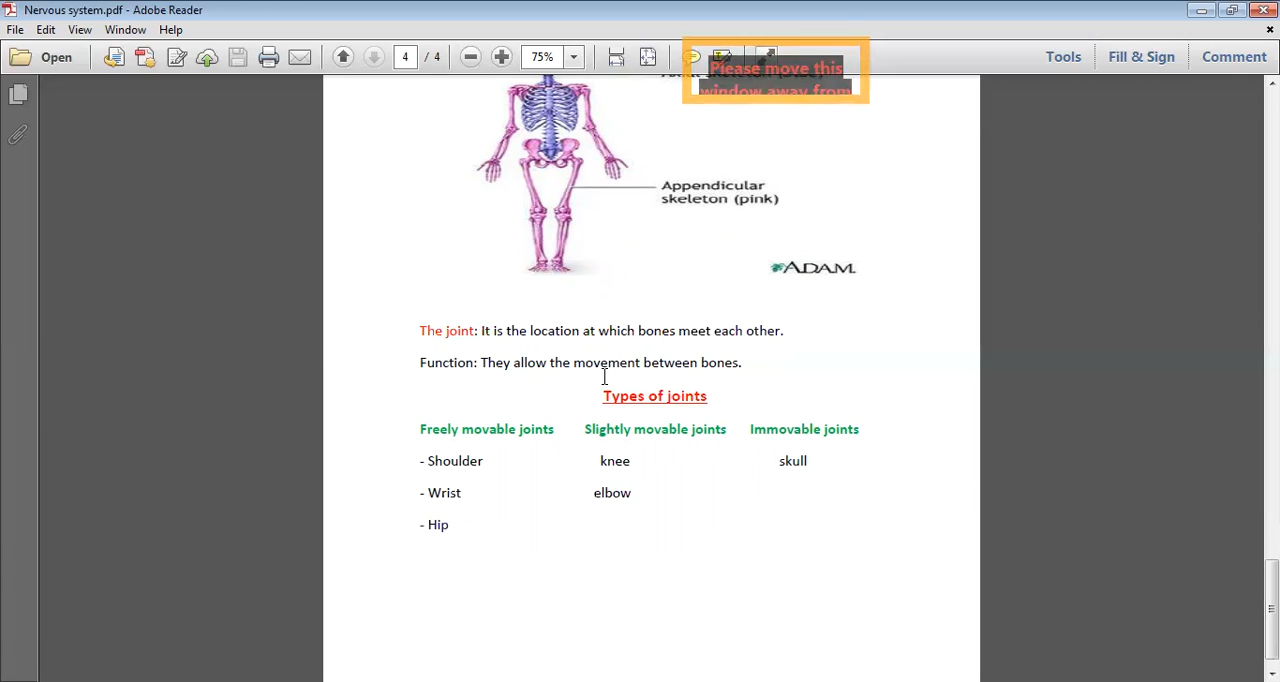 Nervous system.pdf - Adobe Reader
File Edit View Window Help
Open 4 / 4 75% Tools Fill & Sign Comment
Please move this
window away from
Appendicular
skeleton (pink)
ADAM.
The joint: It is the location at which bones meet each other.
Function: They allow the movement between bones.
Types of joints
Freely movable joints Slightly movable joints Immovable joints
- Shoulder knee skull
- Wrist elbow
- Hip